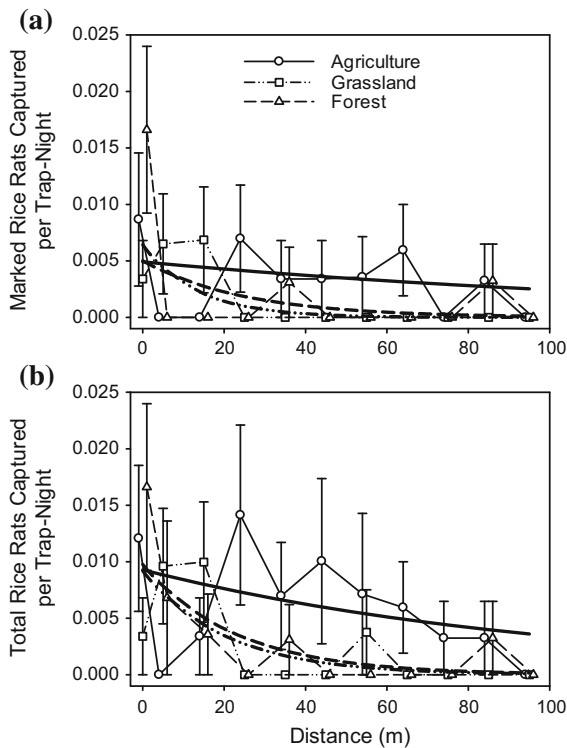 (a)
Marked Rice Rats Captured
per Trap-Night
0.025
0.020
0.015
0.010
0.005
0.000
Agriculture
Grassland
Forest
0 20 40 60 80 100
(b)
Total Rice Rats Captured
per Trap-Night
0.025
0.020
0.015
0.010
0.005
0.000
0 20 40 60 80 100
Distance (m)